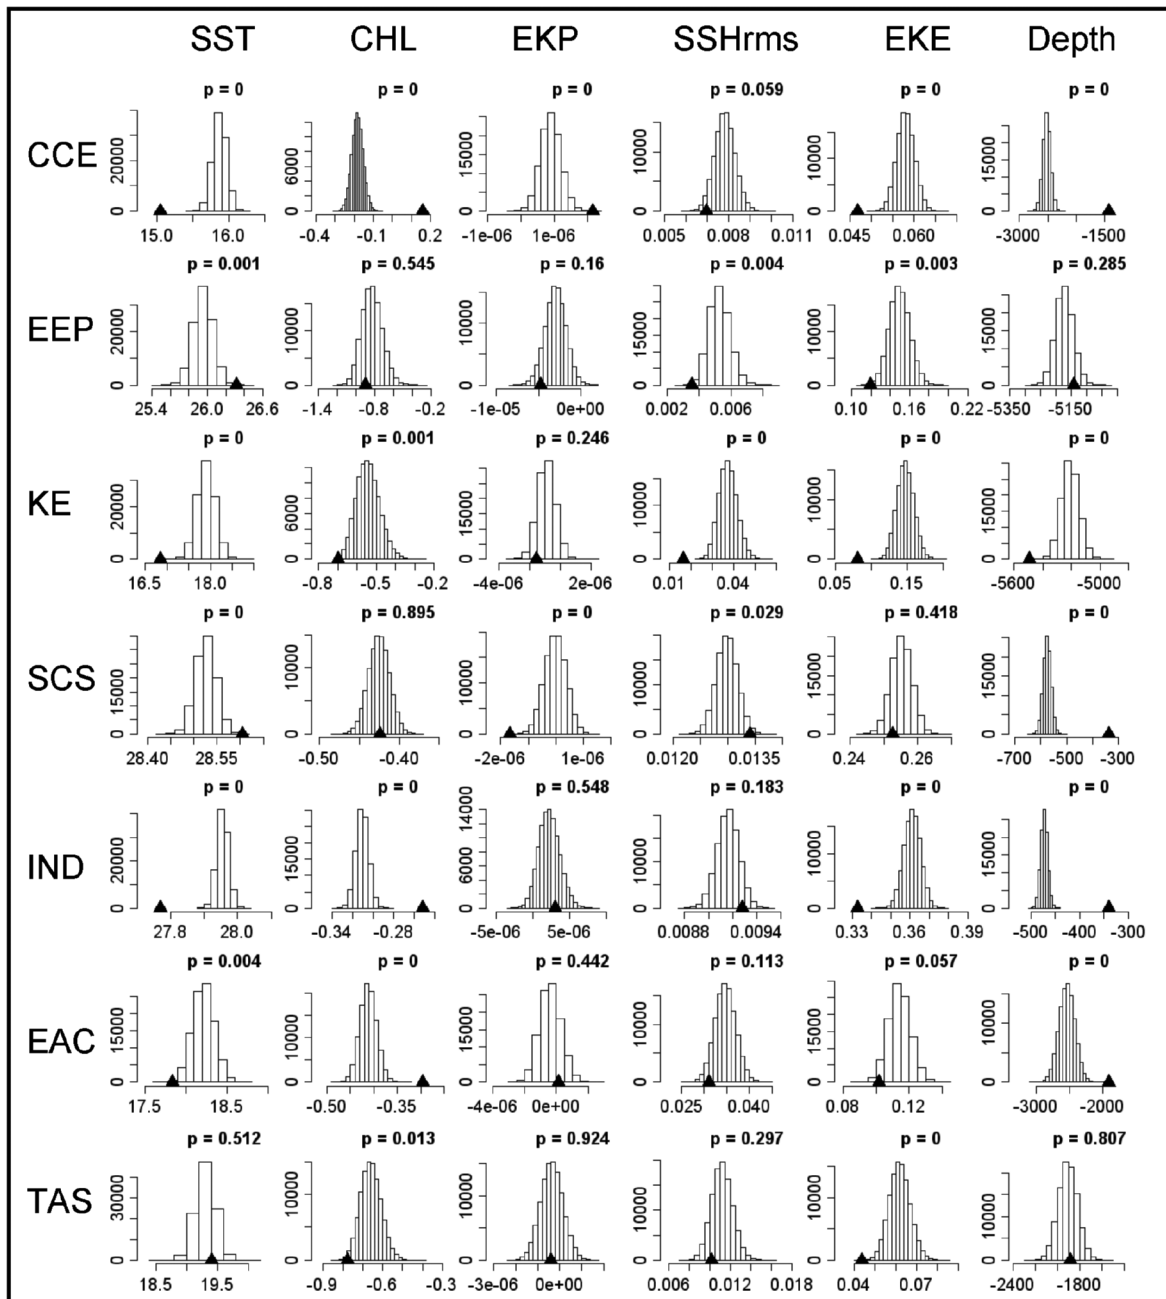 SST CHL EKP SSHrms EKE Depth
p = 0 p = 0 p = 0 p = 0.059 p = 0 p = 0
CCE
0 20000 0 6000 0 15000 0 10000 0 10000 0 15000
15.0 16.0 -0.4 -0.1 0.2 -1e-06 1e-06 0.005 0.008 0.011 0.045 0.060 -3000 -1500
p = 0.001 p = 0.545 p = 0.16 p = 0.004 p = 0.003 p = 0.285
EEP
0 20000 0 10000 0 10000 0 15000 0 10000 0 15000
25.4 26.0 26.6 -1.4 -0.8 -0.2 -1e-05 0e+00 0.002 0.006 0.10 0.16 0.22 -5350 -5150
p = 0 p = 0.001 p = 0.246 p = 0 p = 0 p = 0
KE
0 20000 0 6000 0 15000 0 10000 0 10000 0 15000
16.8 18.0 -0.8 -0.5 -0.2 -4e-06 2e-06 0.01 0.04 0.05 0.15 -5600 -5000
p = 0 p = 0.895 p = 0 p = 0.029 p = 0.418 p = 0
SCS
0 15000 0 10000 0 10000 0 10000 0 15000 0 15000
28.40 28.55 -0.50 -0.40 -2e-06 1e-06 0.0120 0.0135 0.24 0.26 -700 -500 -300
p = 0 p = 0 p = 0.548 p = 0.183 p = 0 p = 0
IND
0 20000 0 15000 0 6000 14000 0 10000 0 10000 0 15000
27.8 28.0 -0.34 -0.28 -5e-06 5e-06 0.0088 0.0094 0.33 0.36 0.39 -500 -400 -300
p = 0.004 p = 0 p = 0.442 p = 0.113 p = 0.057 p = 0
EAC
0 15000 0 10000 0 15000 0 10000 0 15000 0 10000
17.5 18.5 -0.50 -0.35 -4e-06 0e+00 0.025 0.040 0.08 0.12 -3000 -2000
p = 0.512 p = 0.013 p = 0.924 p = 0.297 p = 0 p = 0.807
TAS
0 30000 0 10000 0 10000 0 10000 0 10000 0 10000
18.5 19.5 -0.9 -0.6 -0.3 -3e-06 0e+00 0.006 0.012 0.018 0.04 0.07 -2400 -1800